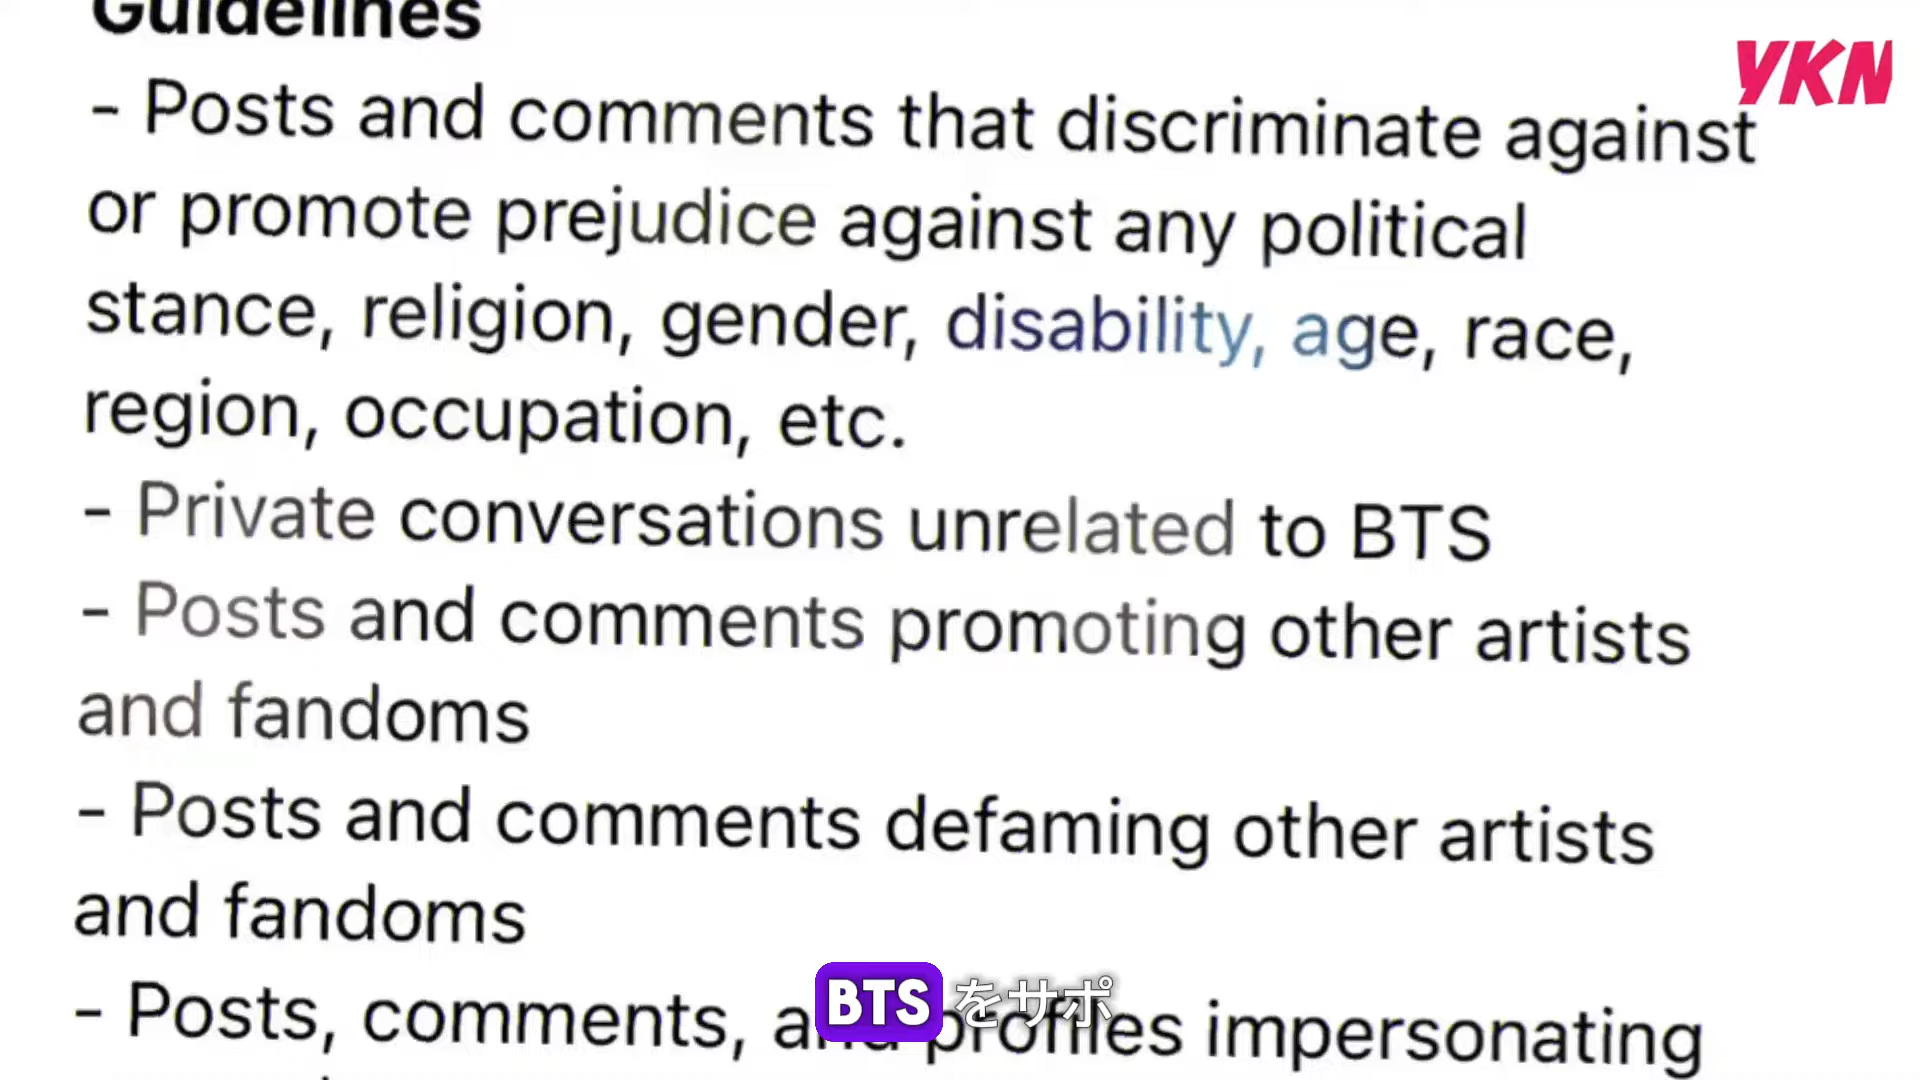 Guidelines
YKN
- Posts and comments that discriminate against
or promote prejudice against any political
stance, religion, gender, disability, age, race,
region, occupation, etc.
- Private conversations unrelated to BTS
- Posts and comments promoting other artists
and fandoms
- Posts and comments defaming other artists
and fandoms
- Posts, comments, and profiles impersonating
BTS をサポ